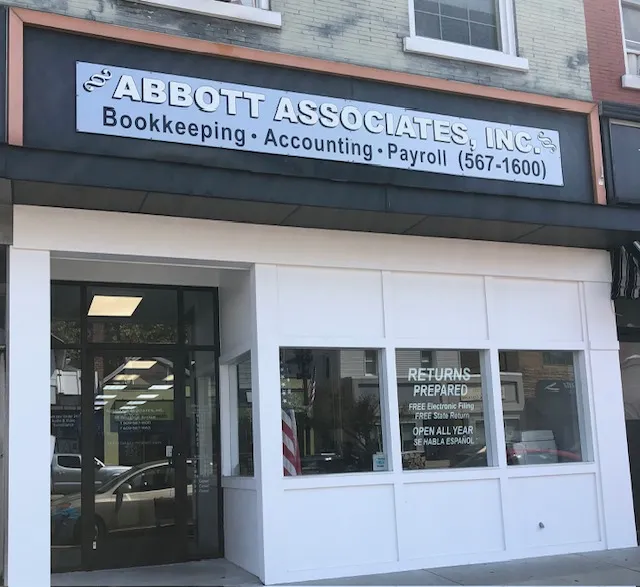 ABBOTT ASSOCIATES, INC.
Bookkeeping • Accounting • Payroll (567-1600)
RETURNS
PREPARED
FREE Electronic Filing
FREE State Return
OPEN ALL YEAR
SE HABLA ESPAÑOL